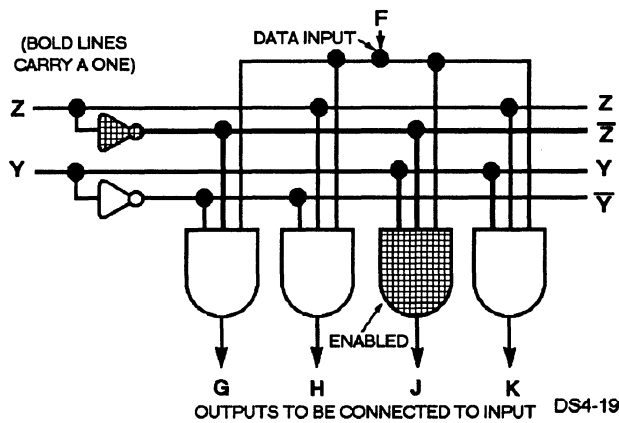 F
(BOLD LINES
CARRY A ONE)
DATA INPUT
Z
Z
Z̅
Y
Y
Y̅
ENABLED
G H J K
OUTPUTS TO BE CONNECTED TO INPUT
DS4-19